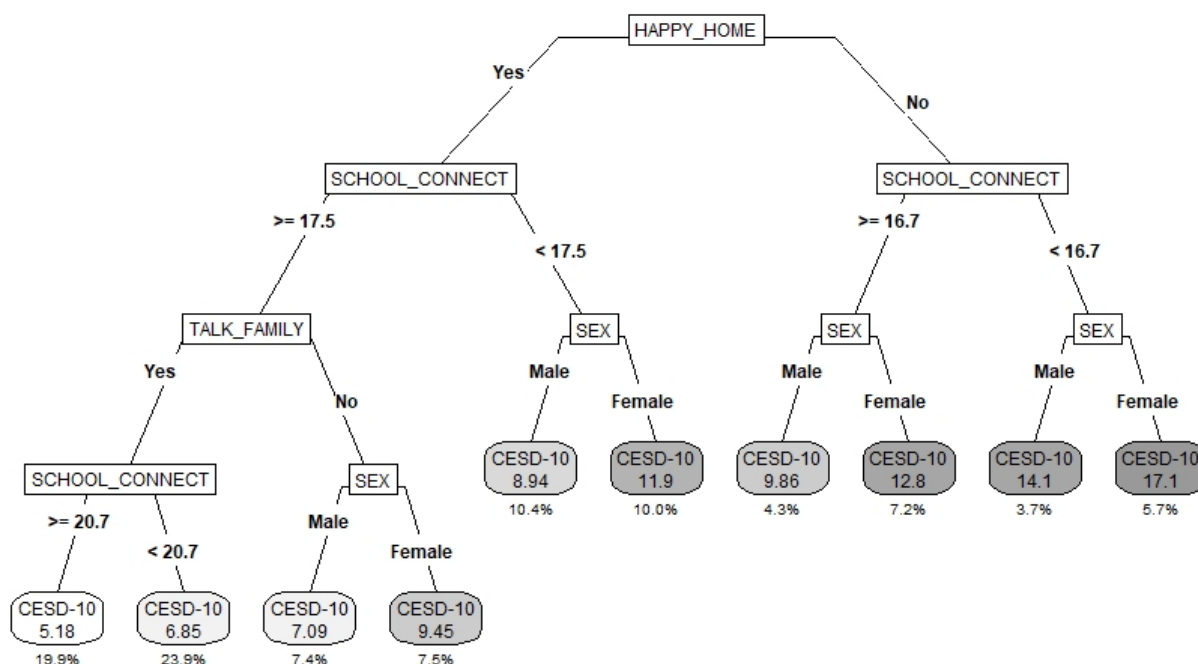 HAPPY_HOME
Yes
No
SCHOOL_CONNECT
SCHOOL_CONNECT
>= 17.5
< 17.5
>= 16.7
< 16.7
TALK_FAMILY
SEX
SEX
SEX
Yes
No
Male
Female
Male
Female
Male
Female
SCHOOL_CONNECT
SEX
CESD-10
8.94
10.4%
CESD-10
11.9
10.0%
CESD-10
9.86
4.3%
CESD-10
12.8
7.2%
CESD-10
14.1
3.7%
CESD-10
17.1
5.7%
>= 20.7
< 20.7
Male
Female
CESD-10
5.18
19.9%
CESD-10
6.85
23.9%
CESD-10
7.09
7.4%
CESD-10
9.45
7.5%